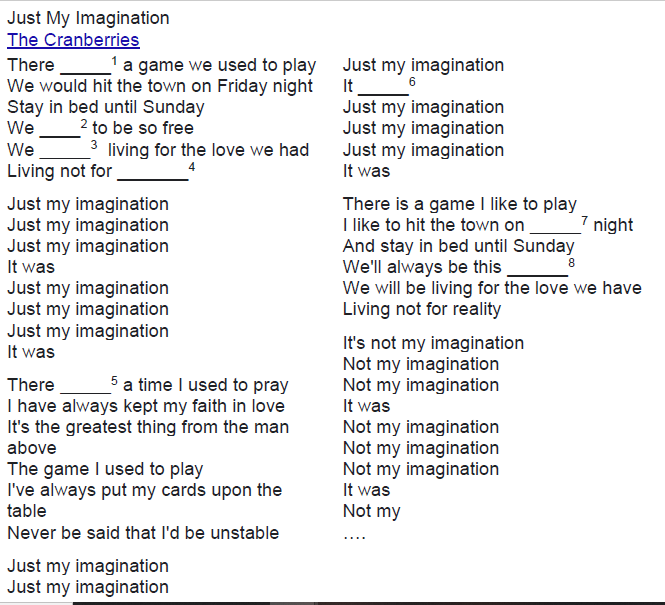 Just My Imagination
The Cranberries
There ______1 a game we used to play
We would hit the town on Friday night
Stay in bed until Sunday
We _____2 to be so free
We ______3 living for the love we had
Living not for ________4
Just my imagination
Just my imagination
Just my imagination
It was
Just my imagination
Just my imagination
Just my imagination
It was
There ______5 a time I used to pray
I have always kept my faith in love
It's the greatest thing from the man
above
The game I used to play
I've always put my cards upon the
table
Never be said that I'd be unstable
Just my imagination
Just my imagination
Just my imagination
It ______6
Just my imagination
Just my imagination
Just my imagination
It was
There is a game I like to play
I like to hit the town on ______7 night
And stay in bed until Sunday
We'll always be this _______8
We will be living for the love we have
Living not for reality
It's not my imagination
Not my imagination
Not my imagination
It was
Not my imagination
Not my imagination
Not my imagination
It was
Not my
....